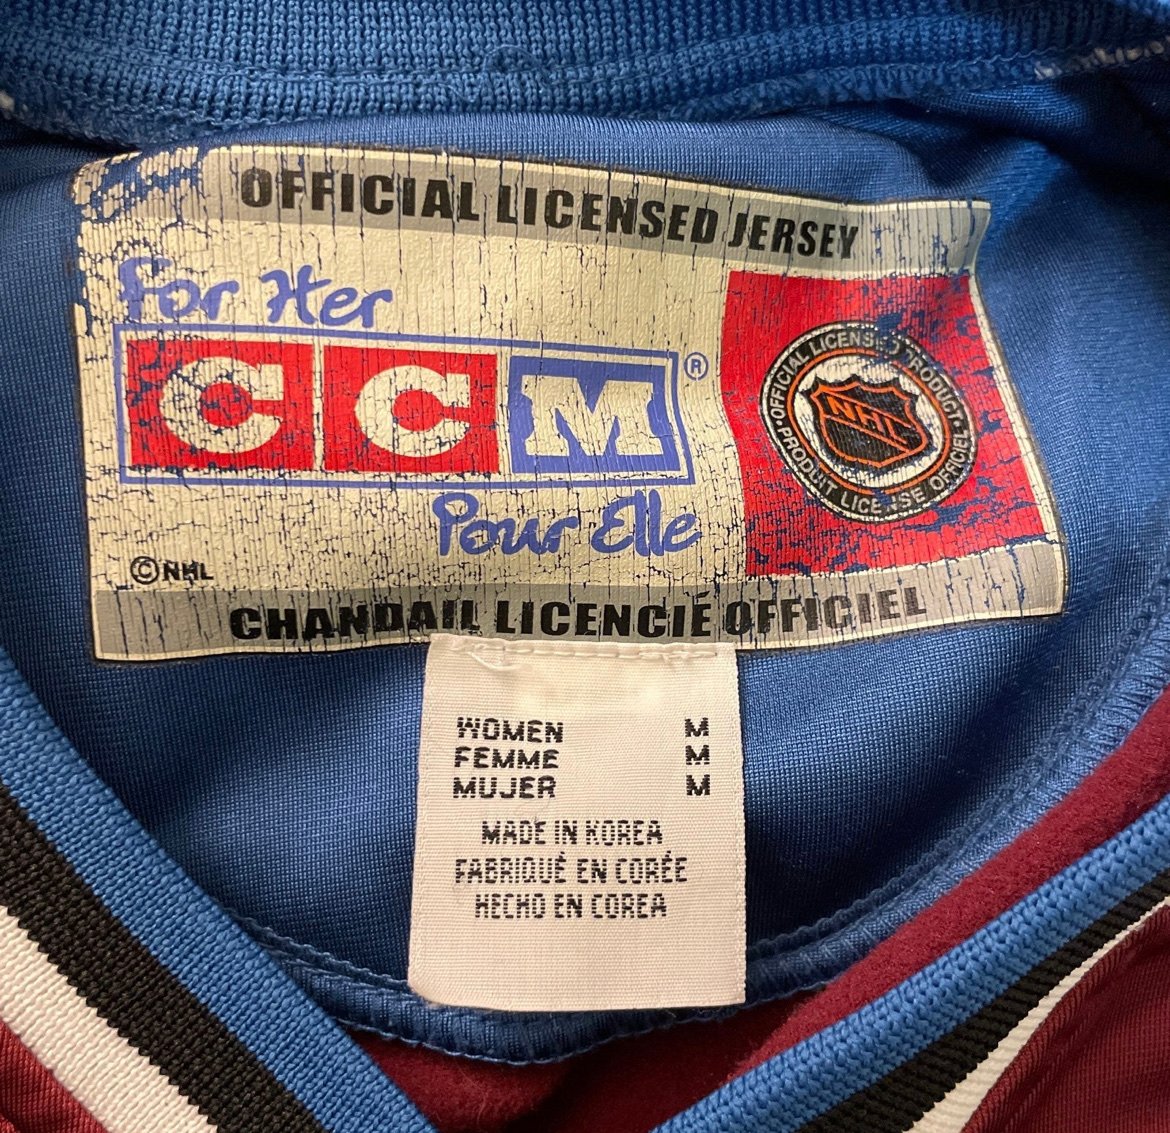 OFFICIAL LICENSED JERSEY
For Her
CCM®
Pour Elle
©NHL
OFFICIAL LICENSED PRODUCT
NHL
PRODUIT LICENSE OFFICIEL
CHANDAIL LICENCIÉ OFFICIEL
WOMEN M
FEMME M
MUJER M
MADE IN KOREA
FABRIQUÉ EN CORÉE
HECHO EN COREA